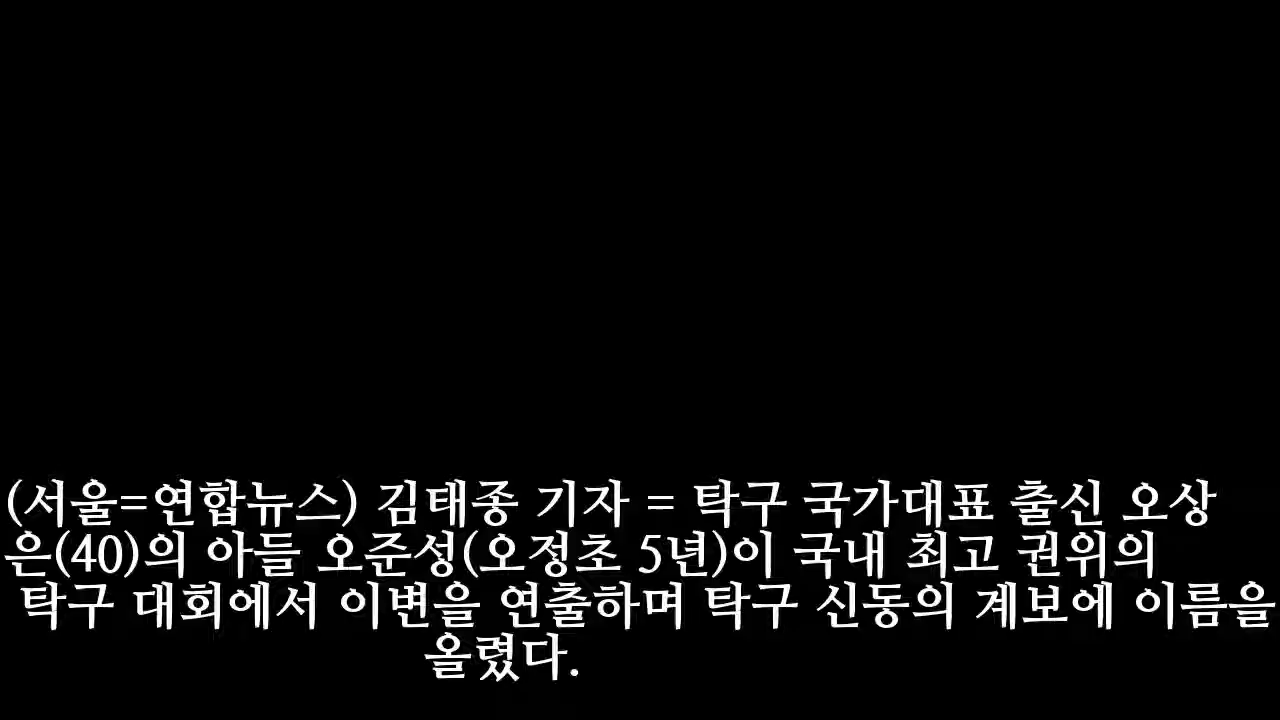 (서울=연합뉴스) 김태종 기자 = 탁구 국가대표 출신 오상
은(40)의 아들 오준성(오정초 5년)이 국내 최고 권위의
탁구 대회에서 이변을 연출하며 탁구 신동의 계보에 이름을
올렸다.